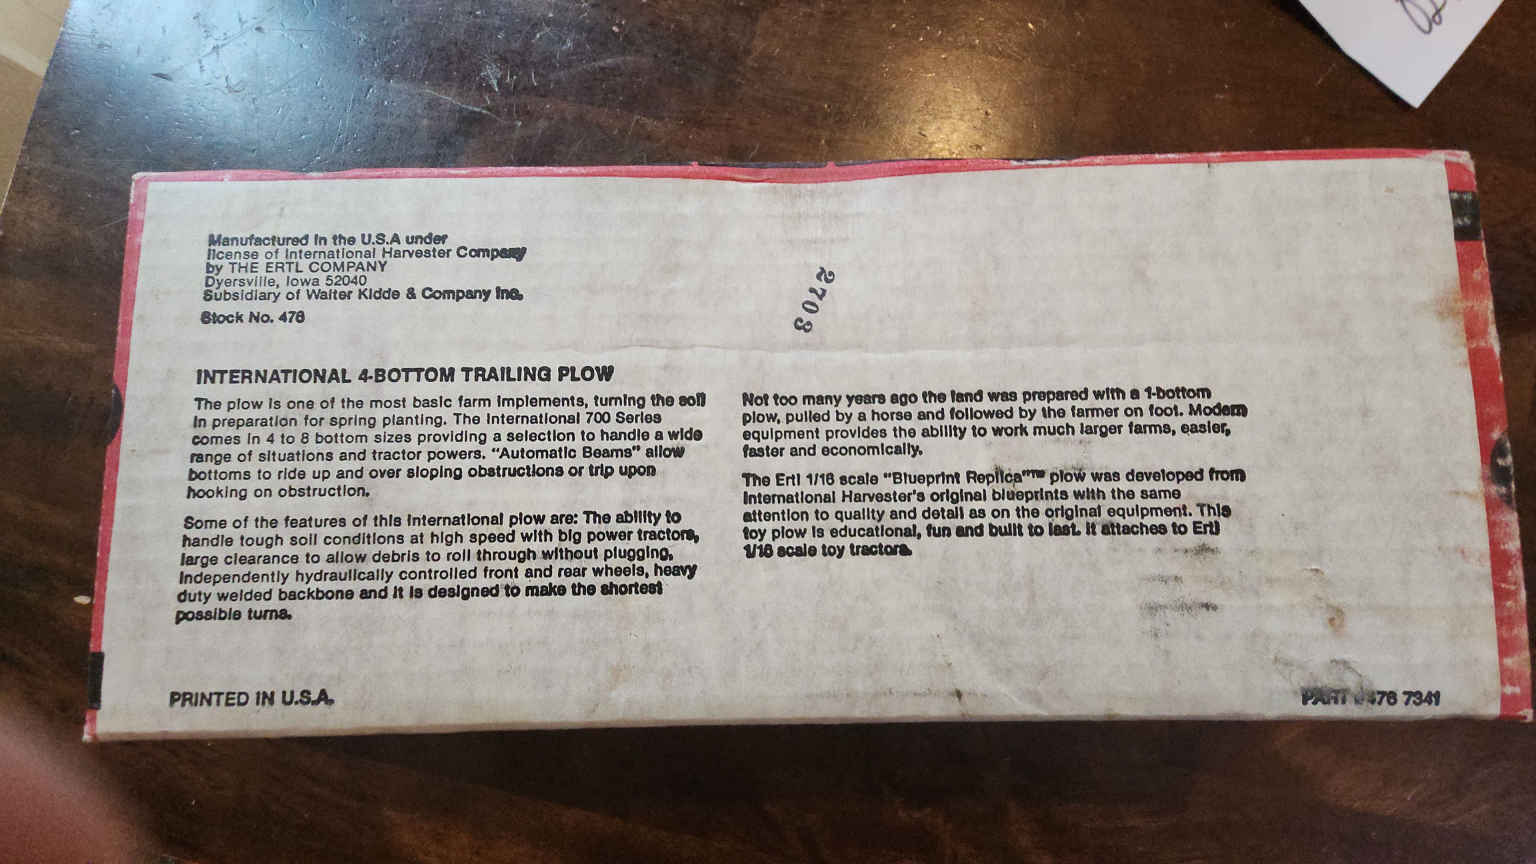 Manufactured in the U.S.A under
license of International Harvester Company
by THE ERTL COMPANY
Dyersville, Iowa 52040
Subsidiary of Walter Kidde & Company Inc.
Stock No. 476
2703
INTERNATIONAL 4-BOTTOM TRAILING PLOW
The plow is one of the most basic farm implements, turning the soil
in preparation for spring planting. The International 700 Series
comes in 4 to 8 bottom sizes providing a selection to handle a wide
range of situations and tractor powers. "Automatic Beams" allow
bottoms to ride up and over sloping obstructions or trip upon
hooking on obstruction.
Some of the features of this International plow are: The ability to
handle tough soil conditions at high speed with big power tractors,
large clearance to allow debris to roll through without plugging,
independently hydraulically controlled front and rear wheels, heavy
duty welded backbone and it is designed to make the shortest
possible turns.
Not too many years ago the land was prepared with a 1-bottom
plow, pulled by a horse and followed by the farmer on foot. Modern
equipment provides the ability to work much larger farms, easier,
faster and economically.
The Ertl 1/16 scale "Blueprint Replica"™ plow was developed from
International Harvester's original blueprints with the same
attention to quality and detail as on the original equipment. This
toy plow is educational, fun and built to last. It attaches to Ertl
1/16 scale toy tractors.
PRINTED IN U.S.A.
PART #476 7341